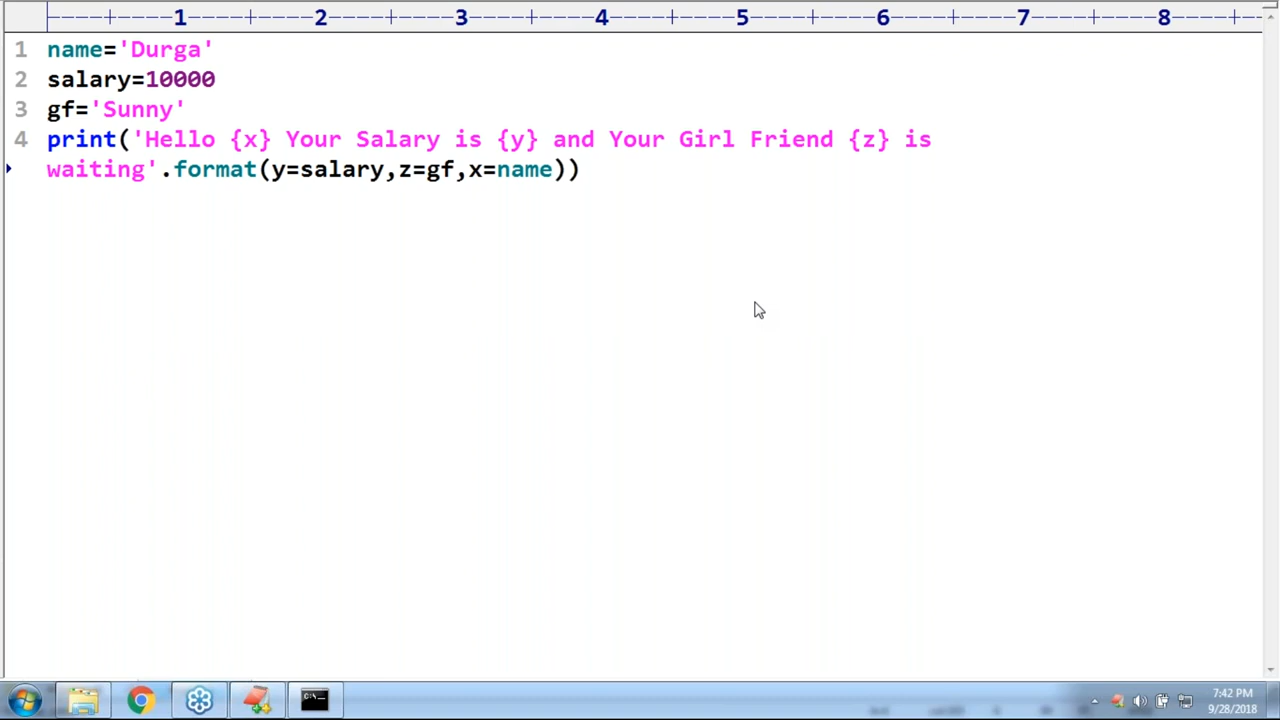 1 2 3 4 5 6 7 8
1 name='Durga'
2 salary=10000
3 gf='Sunny'
4 print('Hello {x} Your Salary is {y} and Your Girl Friend {z} is
waiting'.format(y=salary,z=gf,x=name))
7:42 PM
9/28/2018